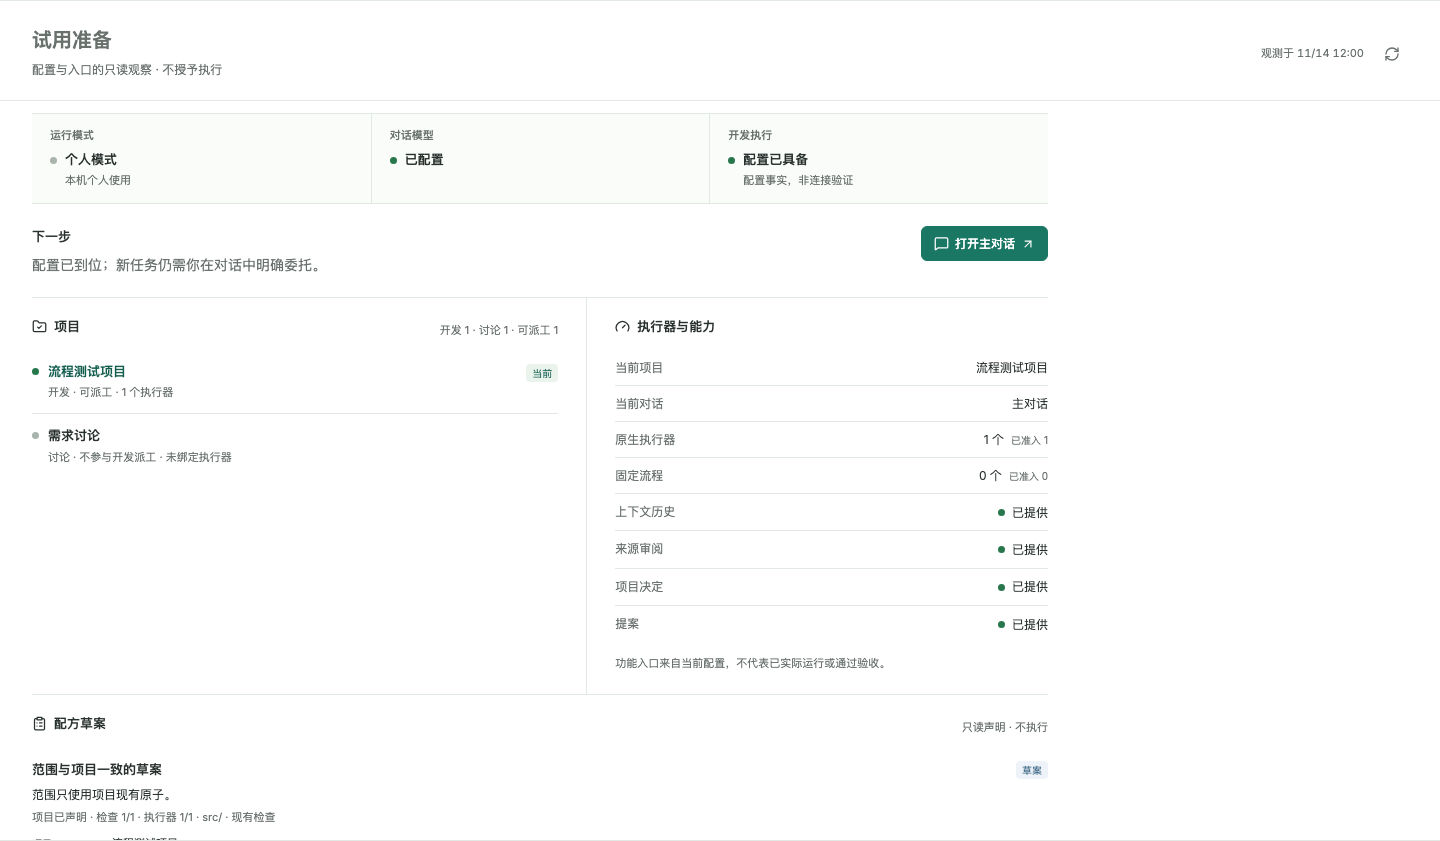 试用准备
配置与入口的只读观察 · 不授予执行
观测于 11/14 12:00
运行模式
个人模式
本机个人使用
对话模型
已配置
开发执行
配置已具备
配置事实，非连接验证
下一步
配置已到位；新任务仍需你在对话中明确委托。
打开主对话
项目
开发 1 · 讨论 1 · 可派工 1
流程测试项目
当前
开发 · 可派工 · 1 个执行器
需求讨论
讨论 · 不参与开发派工 · 未绑定执行器
执行器与能力
当前项目 流程测试项目
当前对话 主对话
原生执行器 1 个 已准入 1
固定流程 0 个 已准入 0
上下文历史 已提供
来源审阅 已提供
项目决定 已提供
提案 已提供
功能入口来自当前配置，不代表已实际运行或通过验收。
配方草案
只读声明 · 不执行
范围与项目一致的草案
草案
范围只使用项目现有原子。
项目已声明 · 检查 1/1 · 执行器 1/1 · src/ · 现有检查